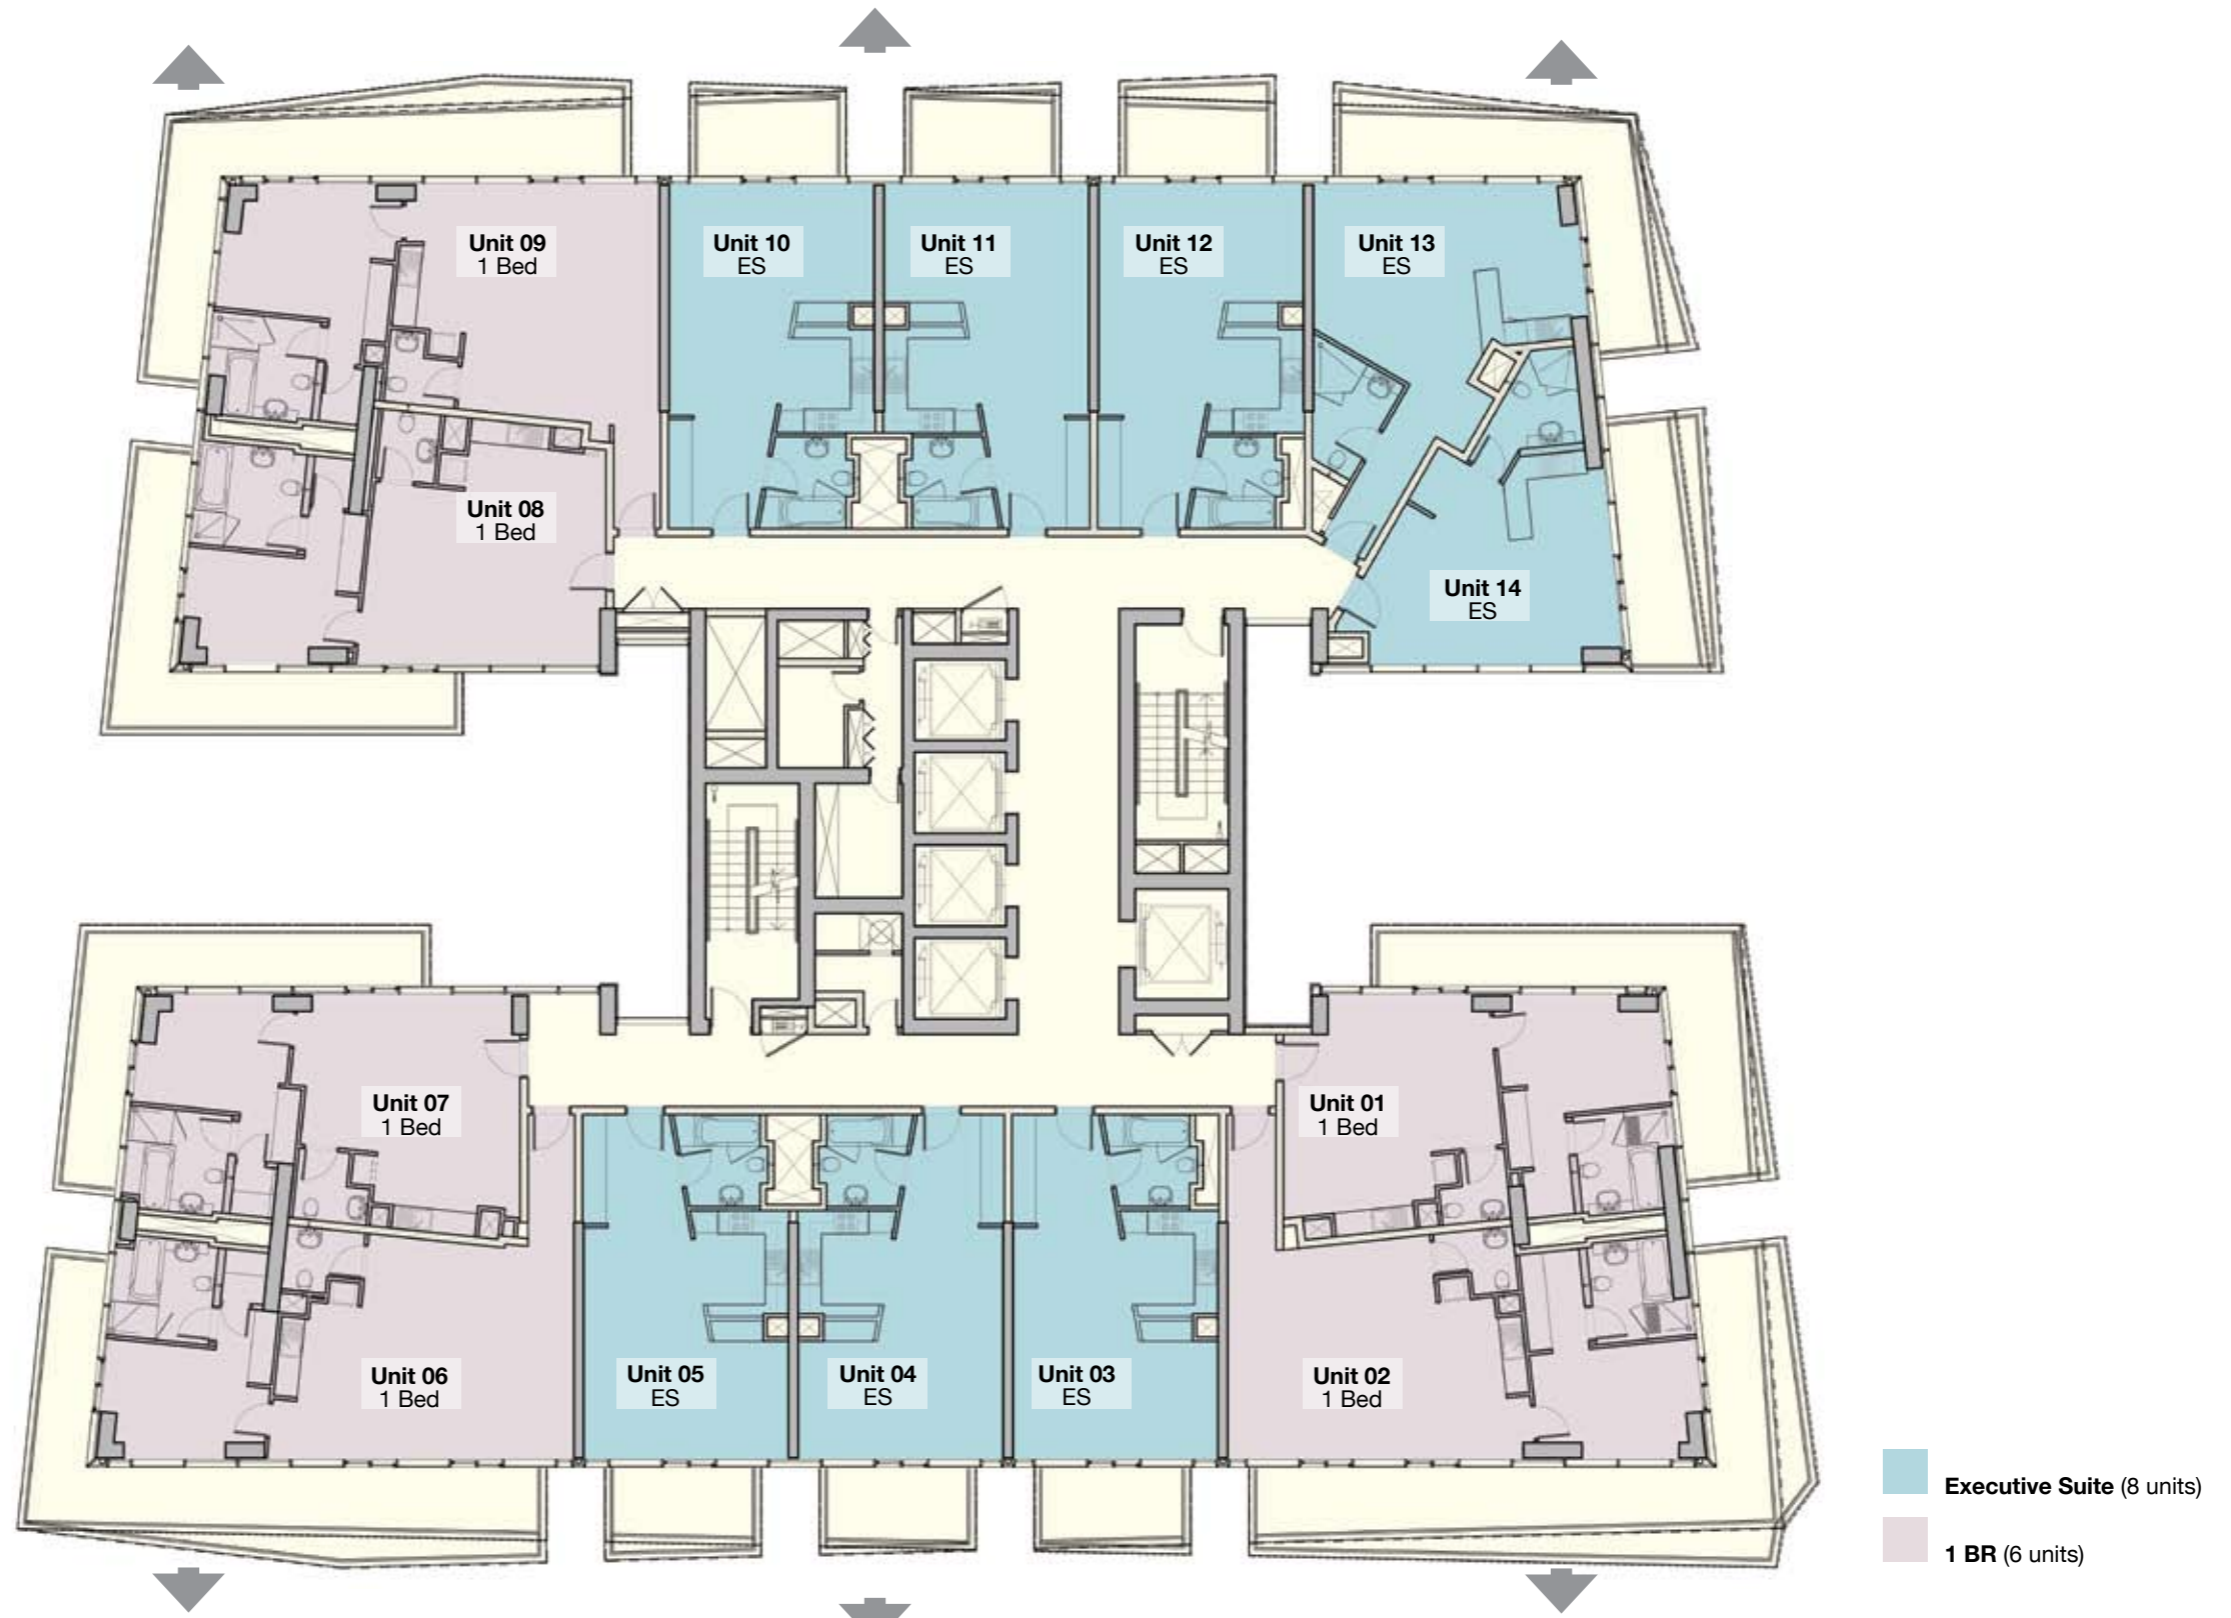 Unit 09
1 Bed
Unit 10
ES
Unit 11
ES
Unit 12
ES
Unit 13
ES
Unit 08
1 Bed
Unit 14
ES
Unit 07
1 Bed
Unit 01
1 Bed
Unit 06
1 Bed
Unit 05
ES
Unit 04
ES
Unit 03
ES
Unit 02
1 Bed
Executive Suite (8 units)
1 BR (6 units)